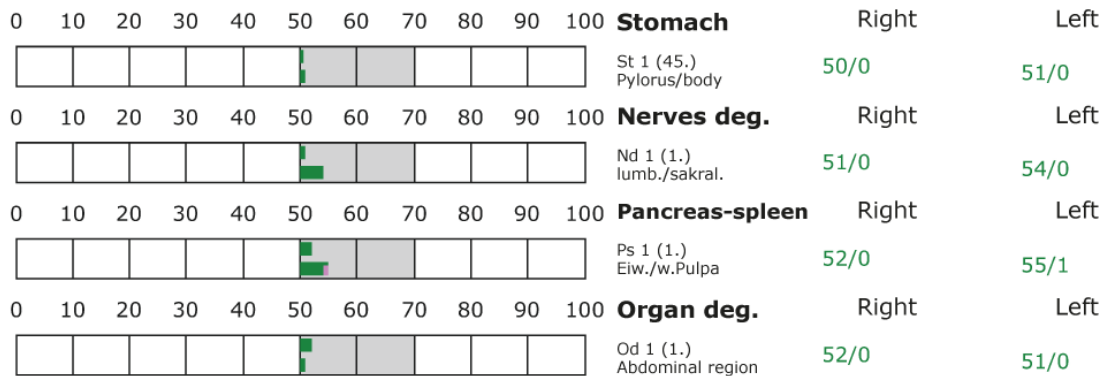 0 10 20 30 40 50 60 70 80 90 100 Stomach Right Left
St 1 (45.)
Pylorus/body
50/0 51/0
0 10 20 30 40 50 60 70 80 90 100 Nerves deg. Right Left
Nd 1 (1.)
lumb./sakral.
51/0 54/0
0 10 20 30 40 50 60 70 80 90 100 Pancreas-spleen Right Left
Ps 1 (1.)
Eiw./w.Pulpa
52/0 55/1
0 10 20 30 40 50 60 70 80 90 100 Organ deg. Right Left
Od 1 (1.)
Abdominal region
52/0 51/0